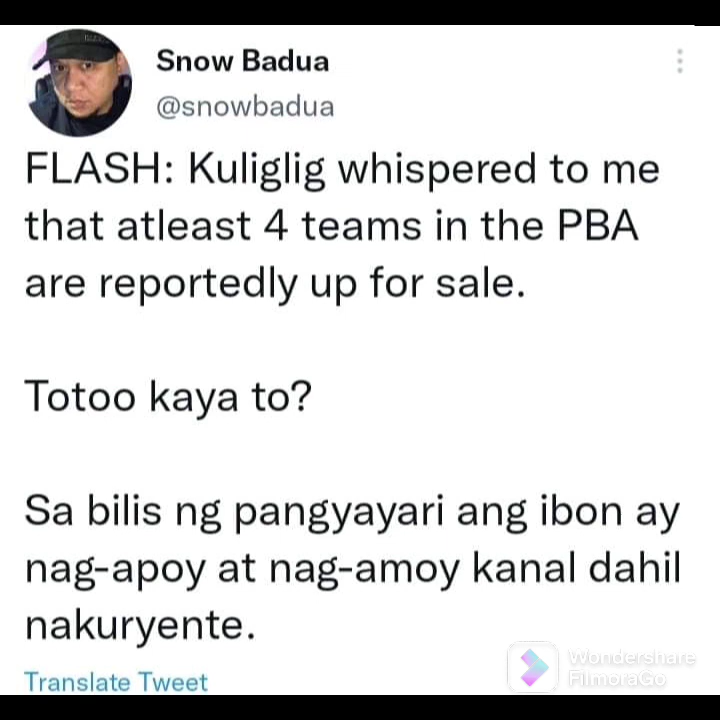 Snow Badua
@snowbadua
FLASH: Kuliglig whispered to me
that atleast 4 teams in the PBA
are reportedly up for sale.
Totoo kaya to?
Sa bilis ng pangyayari ang ibon ay
nag-apoy at nag-amoy kanal dahil
nakuryente.
Translate Tweet
Wondershare
FilmoraGo